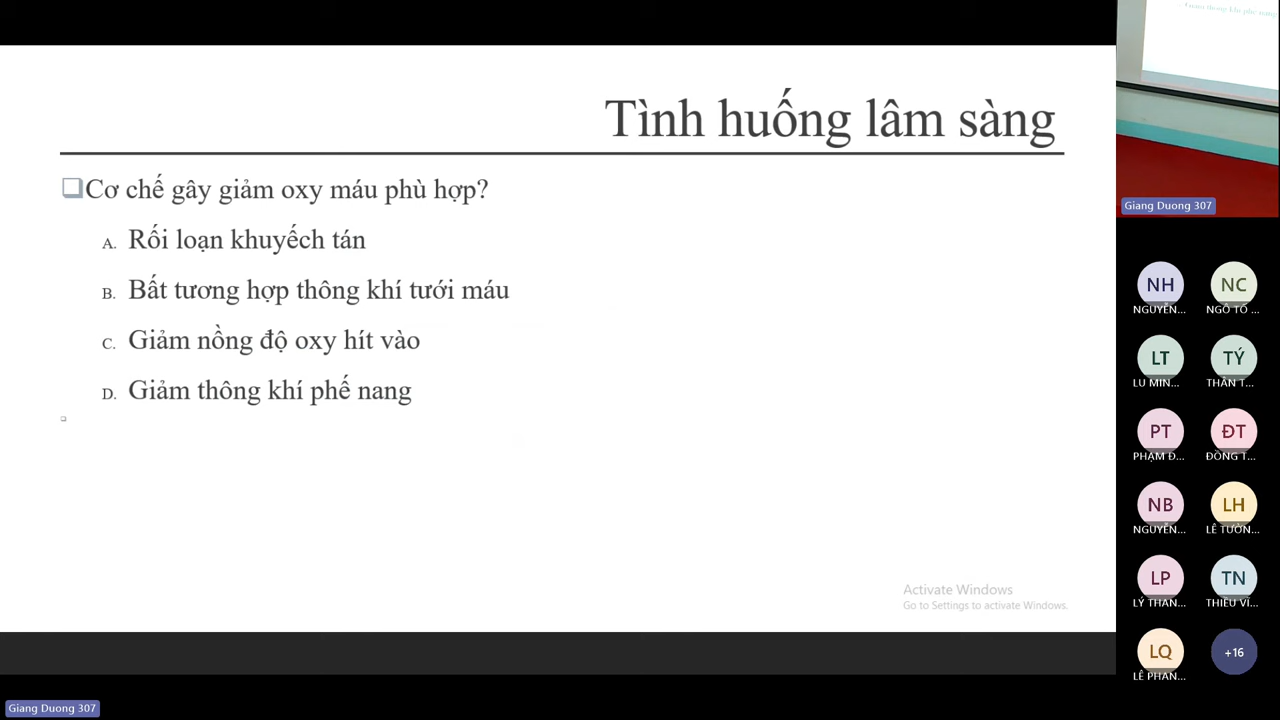 Tình huống lâm sàng
Cơ chế gây giảm oxy máu phù hợp?
A. Rối loạn khuyếch tán
B. Bất tương hợp thông khí tưới máu
C. Giảm nồng độ oxy hít vào
D. Giảm thông khí phế nang
Activate Windows
Go to Settings to activate Windows.
Giang Duong 307
Giang Duong 307
NH NC
NGUYỄN... NGÔ TỐ ...
LT TÝ
LU MIN... THÂN T...
PT ĐT
PHẠM Đ... ĐỒNG T...
NB LH
NGUYỄN... LÊ TƯỜN...
LP TN
LÝ THAN... THIỀU VĨ...
LQ +16
LÊ PHAN...